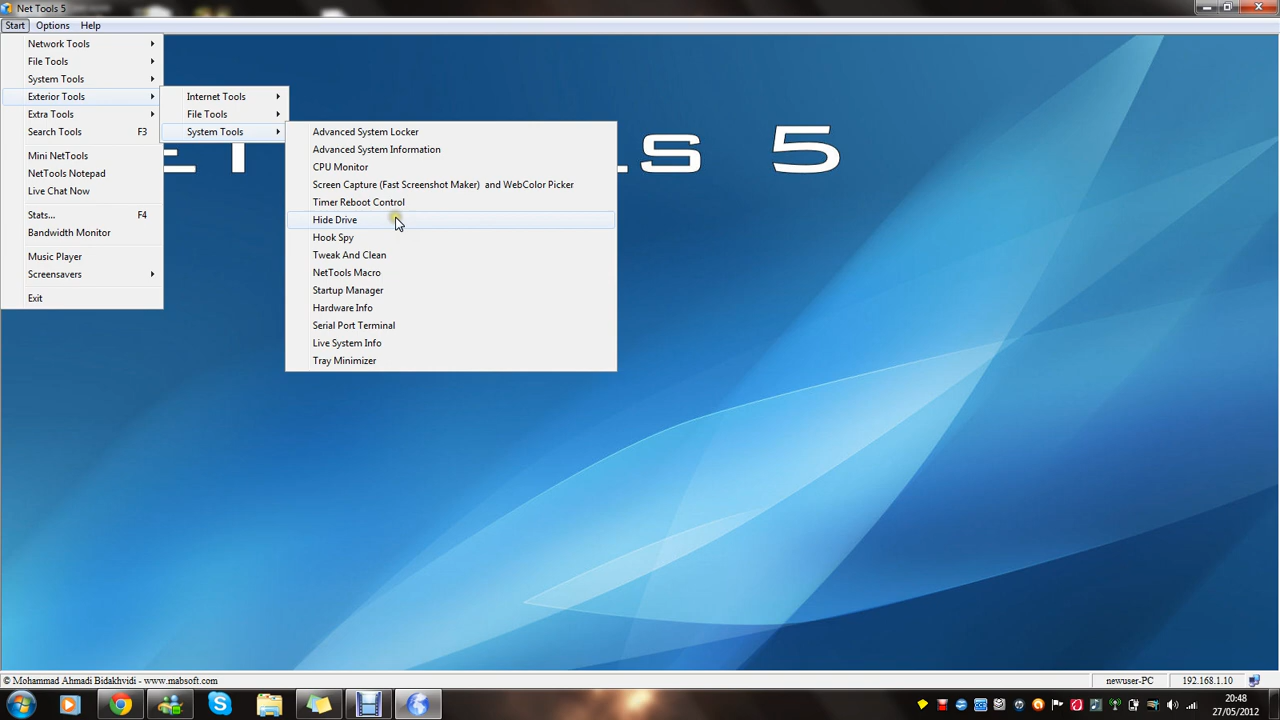 Net Tools 5
Start Options Help
Network Tools
File Tools
System Tools
Exterior Tools
Extra Tools
Search Tools F3
Mini NetTools
NetTools Notepad
Live Chat Now
Stats... F4
Bandwidth Monitor
Music Player
Screensavers
Exit
Internet Tools
File Tools
System Tools
Advanced System Locker
Advanced System Information
CPU Monitor
Screen Capture (Fast Screenshot Maker) and WebColor Picker
Timer Reboot Control
Hide Drive
Hook Spy
Tweak And Clean
NetTools Macro
Startup Manager
Hardware Info
Serial Port Terminal
Live System Info
Tray Minimizer
5
© Mohammad Ahmadi Bidakhvidi - www.mabsoft.com
newuser-PC 192.168.1.10
20:48
27/05/2012